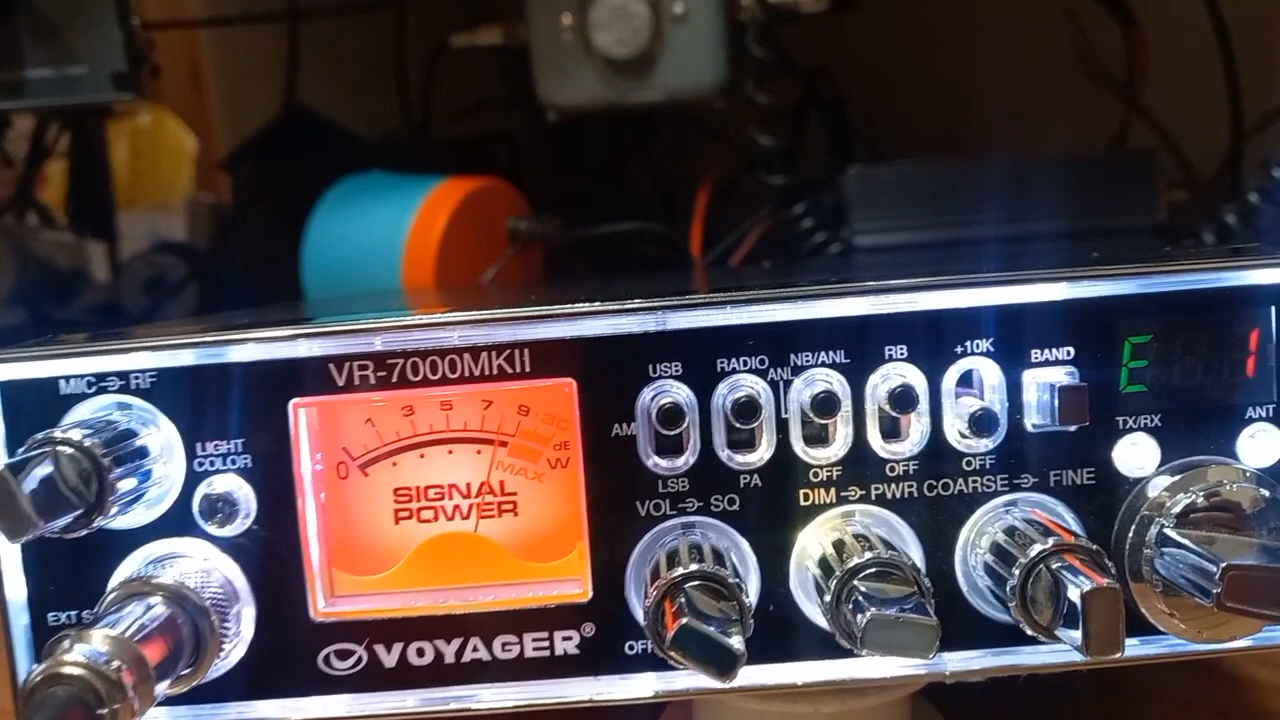 VR-7000MKII
MIC RF
LIGHT
COLOR
EXT
0 1 3 5 7 9 +30
dB
MAX
W
SIGNAL
POWER
VOYAGER®
USB
AM
LSB
RADIO
PA
NB/ANL
ANL
OFF
RB
OFF
+10K
OFF
BAND
E 1
TX/RX
ANT
VOL SQ
OFF
DIM PWR
COARSE FINE